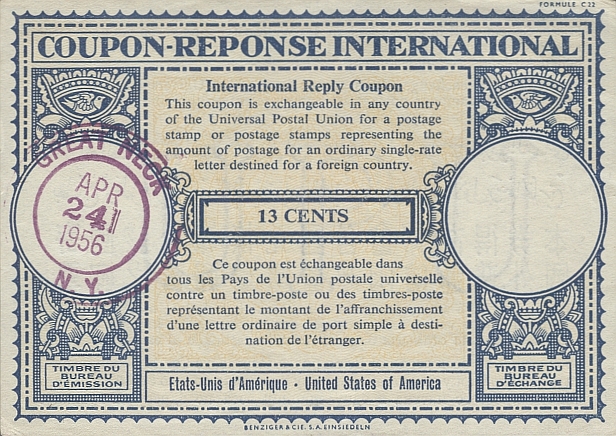 FORMULE C 22
COUPON-REPONSE INTERNATIONAL
International Reply Coupon
This coupon is exchangeable in any country
of the Universal Postal Union for a postage
stamp or postage stamps representing the
amount of postage for an ordinary single-rate
letter destined for a foreign country.
GREAT NECK
APR
241
1956
N. Y.
13 CENTS
Ce coupon est échangeable dans
tous les Pays de l'Union postale universelle
contre un timbre-poste ou des timbres-poste
représentant le montant de l'affranchissement
d'une lettre ordinaire de port simple à desti-
nation de l'étranger.
TIMBRE DU
BUREAU
D'ÉMISSION
Etats-Unis d'Amérique · United States of America
TIMBRE DU
BUREAU
D'ÉCHANGE
BENZIGER & CIE. S.A. EINSIEDELN